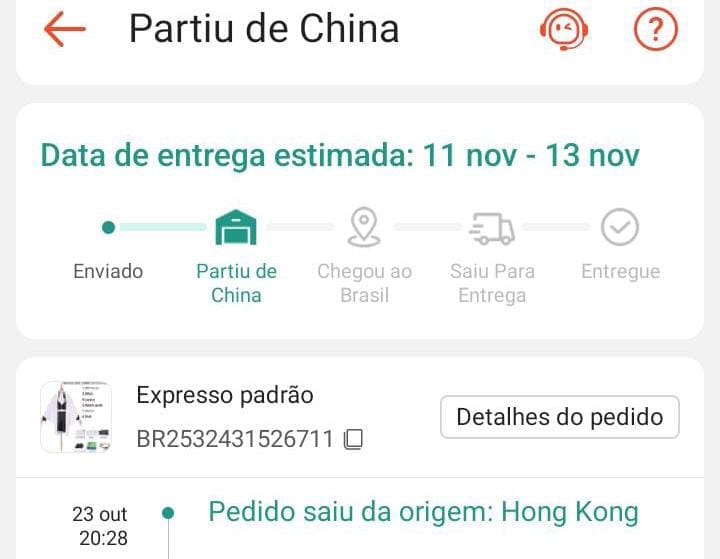 Partiu de China
?
Data de entrega estimada: 11 nov - 13 nov
Enviado
Partiu de
China
Chegou ao
Brasil
Saiu Para
Entrega
Entregue
Expresso padrão
BR2532431526711
Detalhes do pedido
23 out
20:28
Pedido saiu da origem: Hong Kong